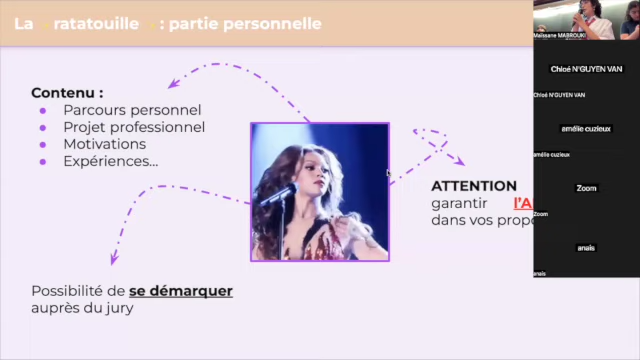 La ratatouille : partie personnelle
Contenu :
Parcours personnel
Projet professionnel
Motivations
Expériences...
ATTENTION
garantir
dans vos
Possibilité de se démarquer
auprès du jury
Maïssane MABROUKI
Chloé N'GUYEN VAN
Chloé N'GUYEN VAN
amélie cuzieux
amélie cuzieux
Zoom
Zoom
anais
anais